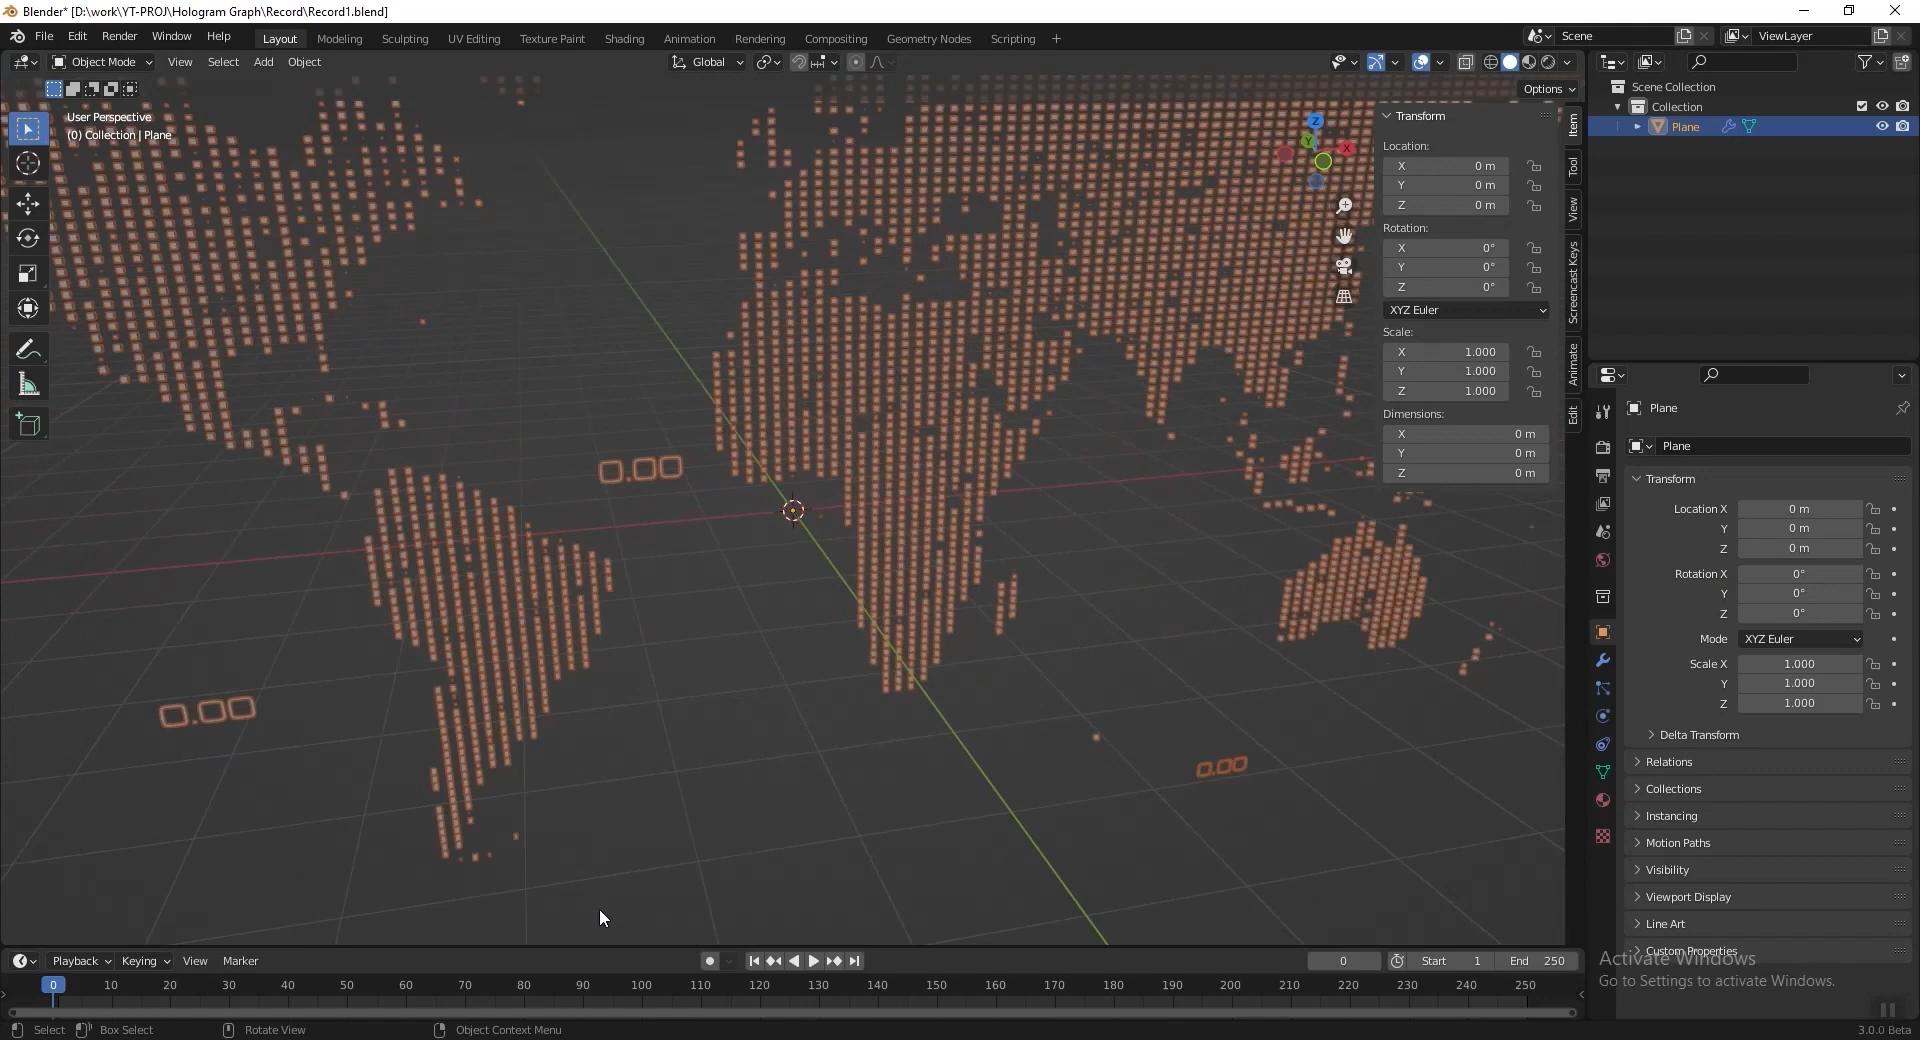 Blender* [D:\work\YT-PROJ\Hologram Graph\Record\Record1.blend]
File Edit Render Window Help Layout Modeling Sculpting UV Editing Texture Paint Shading Animation Rendering Compositing Geometry Nodes Scripting + Scene ViewLayer
Object Mode View Select Add Object Global
Options
User Perspective
(0) Collection | Plane
Z
Y
X
Transform
Location:
X 0 m
Y 0 m
Z 0 m
Rotation:
X 0°
Y 0°
Z 0°
XYZ Euler
Scale:
X 1.000
Y 1.000
Z 1.000
Dimensions:
X 0 m
Y 0 m
Z 0 m
Item
Tool
View
Screencast Keys
Animate
Edit
0.00
0.00
0.00
Scene Collection
Collection
Plane
Plane
Plane
Transform
Location X 0 m
Y 0 m
Z 0 m
Rotation X 0°
Y 0°
Z 0°
Mode XYZ Euler
Scale X 1.000
Y 1.000
Z 1.000
Delta Transform
Relations
Collections
Instancing
Motion Paths
Visibility
Viewport Display
Line Art
Custom Properties
Activate Windows
Go to Settings to activate Windows.
Playback Keying View Marker 0 Start 1 End 250
0 10 20 30 40 50 60 70 80 90 100 110 120 130 140 150 160 170 180 190 200 210 220 230 240 250
Select Box Select Rotate View Object Context Menu 3.0.0 Beta